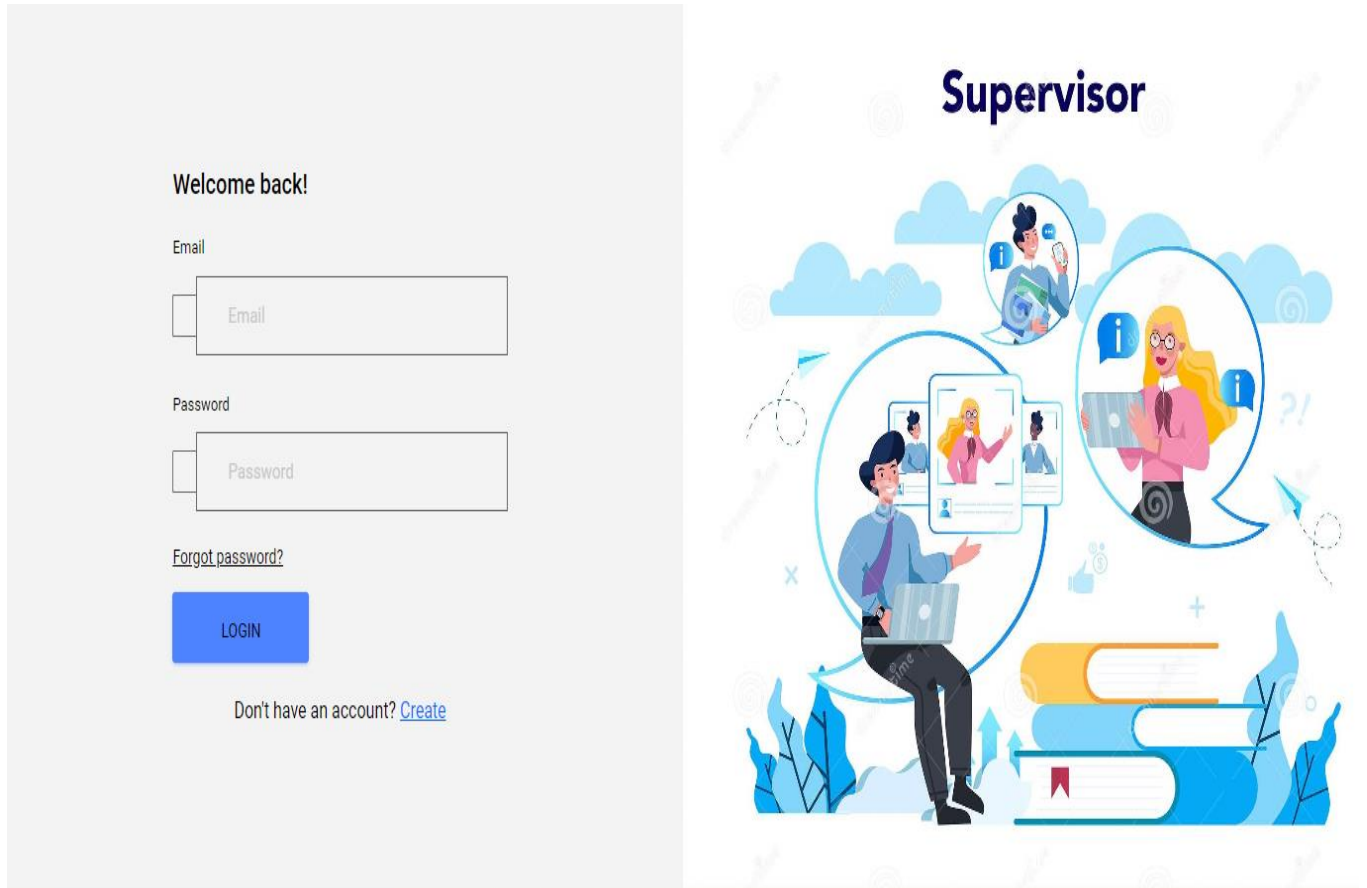 Welcome back!
Email
Email
Password
Password
Forgot password?
LOGIN
Don't have an account? Create
Supervisor
i
i
i
?!